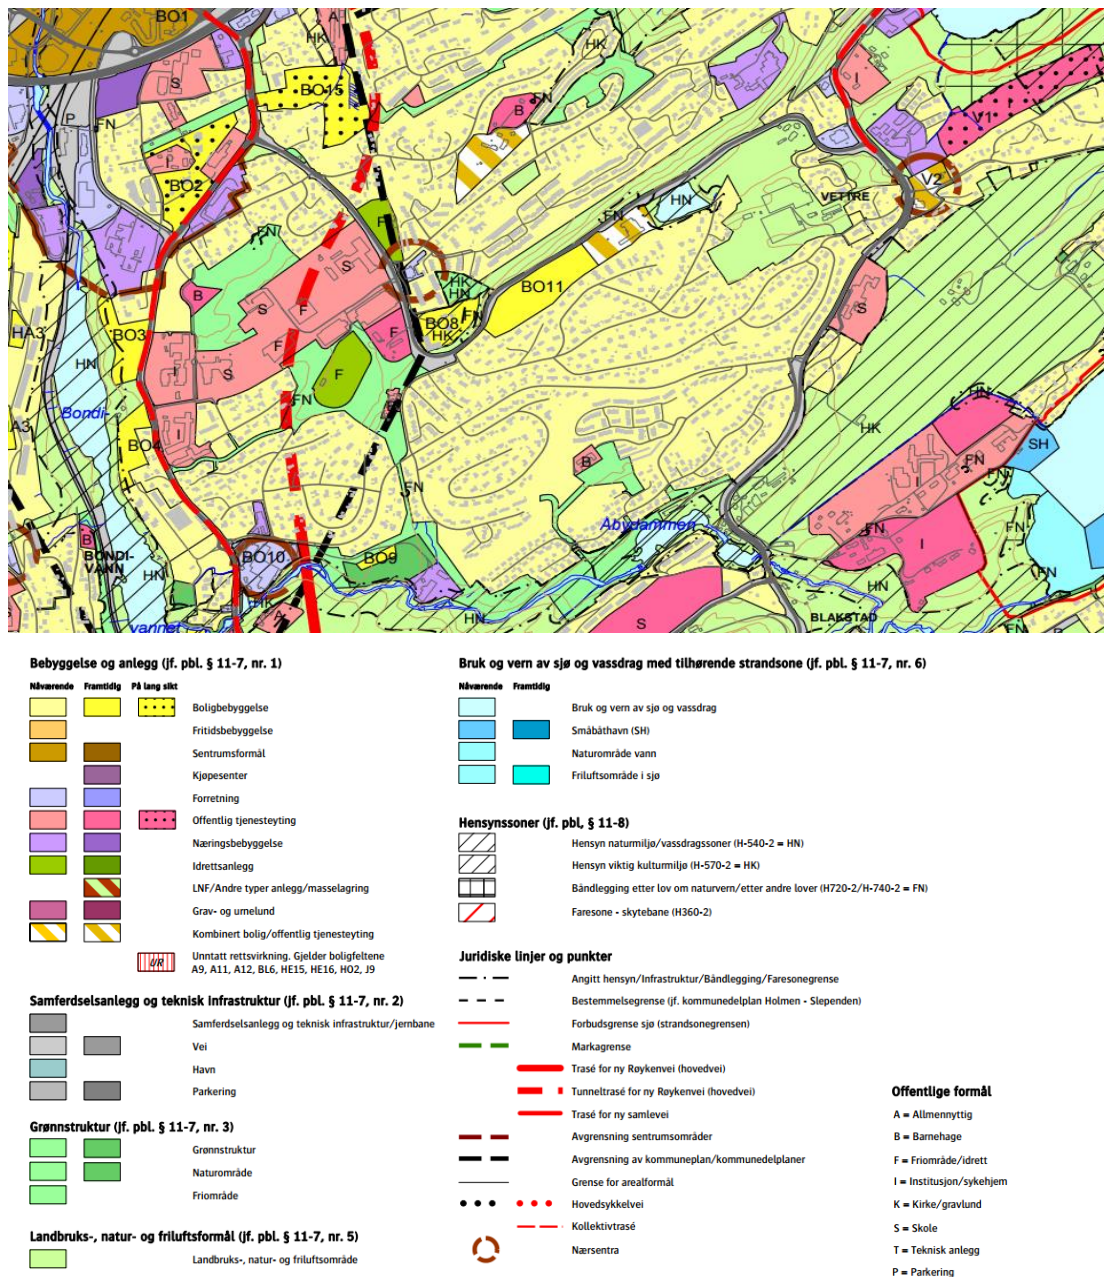 BO1
A
HK
HK
S
BO15
I
P
FN
B
FN
V1
I
BO2
V2
VETTRE
HN
FN
F
FN
S
HK
HN
B
S
F
BO11
FN
BO8
HK
F
S
HA3
BO3
HN
F
I
S
F
FN
HN
Bondi-
A3
HK
SH
BO4
I
B
FN
FN
I
FN
Åbydammen
FN
FN
B
BONDI-
VANN
HN
BO10
BO9
I
HN
FN
HK
A
HN
BLAKSTAD
vannet
S
FN
Bebyggelse og anlegg (jf. pbl. § 11-7, nr. 1)
Nåværende Framtidig På lang sikt
Boligbebyggelse
Fritidsbebyggelse
Sentrumsformål
Kjøpesenter
Forretning
Offentlig tjenesteyting
Næringsbebyggelse
Idrettsanlegg
LNF/Andre typer anlegg/masselagring
Grav- og urnelund
Kombinert bolig/offentlig tjenesteyting
U/R
Unntatt rettsvirkning. Gjelder boligfeltene
A9, A11, A12, BL6, HE15, HE16, HO2, J9
Samferdselsanlegg og teknisk infrastruktur (jf. pbl. § 11-7, nr. 2)
Samferdselsanlegg og teknisk infrastruktur/jernbane
Vei
Havn
Parkering
Grønnstruktur (jf. pbl. § 11-7, nr. 3)
Grønnstruktur
Naturområde
Friområde
Landbruks-, natur- og friluftsformål (jf. pbl. § 11-7, nr. 5)
Landbruks-, natur- og friluftsområde
Bruk og vern av sjø og vassdrag med tilhørende strandsone (jf. pbl. § 11-7, nr. 6)
Nåværende Framtidig
Bruk og vern av sjø og vassdrag
Småbåthavn (SH)
Naturområde vann
Friluftsområde i sjø
Hensynssoner (jf. pbl, § 11-8)
Hensyn naturmiljø/vassdragssoner (H-540-2 = HN)
Hensyn viktig kulturmiljø (H-570-2 = HK)
Båndlegging etter lov om naturvern/etter andre lover (H720-2/H-740-2 = FN)
Faresone - skytebane (H360-2)
Juridiske linjer og punkter
Angitt hensyn/Infrastruktur/Båndlegging/Faresonegrense
Bestemmelsegrense (jf. kommunedelplan Holmen - Slependen)
Forbudsgrense sjø (strandsonegrensen)
Markagrense
Trasé for ny Røykenvei (hovedvei)
Tunneltrasé for ny Røykenvei (hovedvei)
Trasé for ny samlevei
Avgrensning sentrumsområder
Avgrensning av kommuneplan/kommunedelplaner
Grense for arealformål
Hovedsykkelvei
Kollektivtrasé
Nærsentra
Offentlige formål
A = Allmennyttig
B = Barnehage
F = Friområde/idrett
I = Institusjon/sykehjem
K = Kirke/gravlund
S = Skole
T = Teknisk anlegg
P = Parkering